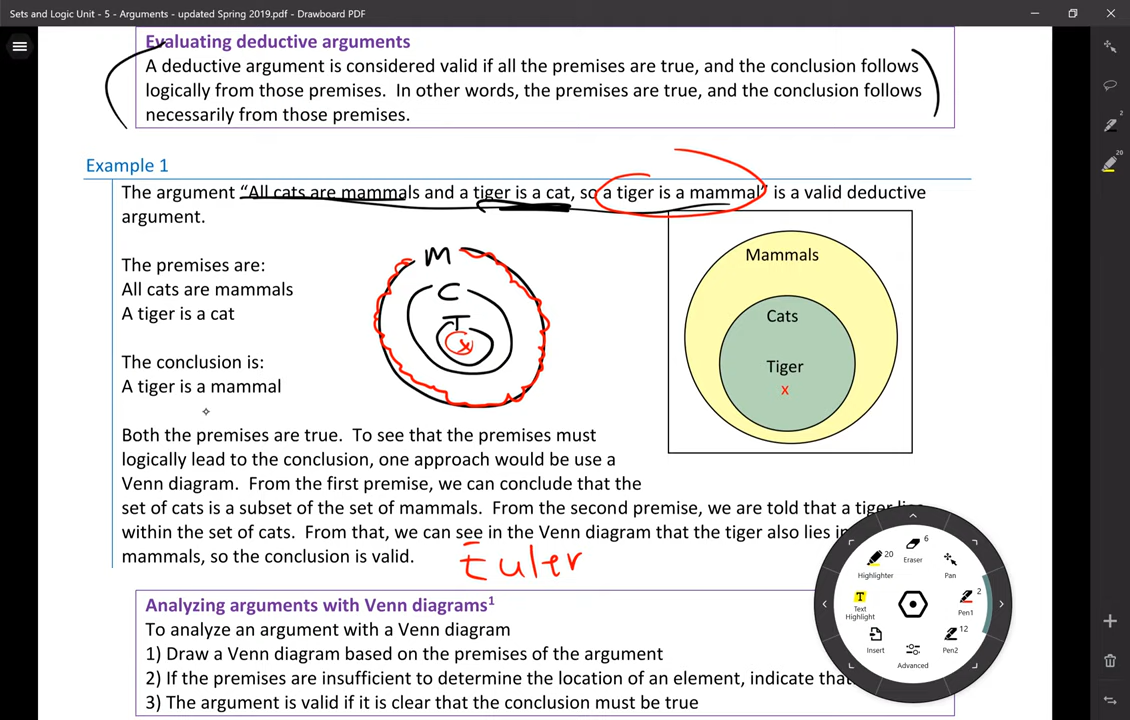 Sets and Logic Unit - 5 - Arguments - updated Spring 2019.pdf - Drawboard PDF
Evaluating deductive arguments
A deductive argument is considered valid if all the premises are true, and the conclusion follows
logically from those premises. In other words, the premises are true, and the conclusion follows
necessarily from those premises.
Example 1
The argument “All cats are mammals and a tiger is a cat, so a tiger is a mammal” is a valid deductive
argument.
The premises are:
All cats are mammals
A tiger is a cat
The conclusion is:
A tiger is a mammal
M
C
T
x
Mammals
Cats
Tiger
x
Both the premises are true. To see that the premises must
logically lead to the conclusion, one approach would be use a
Venn diagram. From the first premise, we can conclude that the
set of cats is a subset of the set of mammals. From the second premise, we are told that a tiger
within the set of cats. From that, we can see in the Venn diagram that the tiger also lies
mammals, so the conclusion is valid.
Euler
Analyzing arguments with Venn diagrams1
To analyze an argument with a Venn diagram
1) Draw a Venn diagram based on the premises of the argument
2) If the premises are insufficient to determine the location of an element, indicate that
3) The argument is valid if it is clear that the conclusion must be true
2
20
6
Eraser
20
Highlighter
Pan
T
Text
Highlight
2
Pen1
Insert
12
Pen2
Advanced